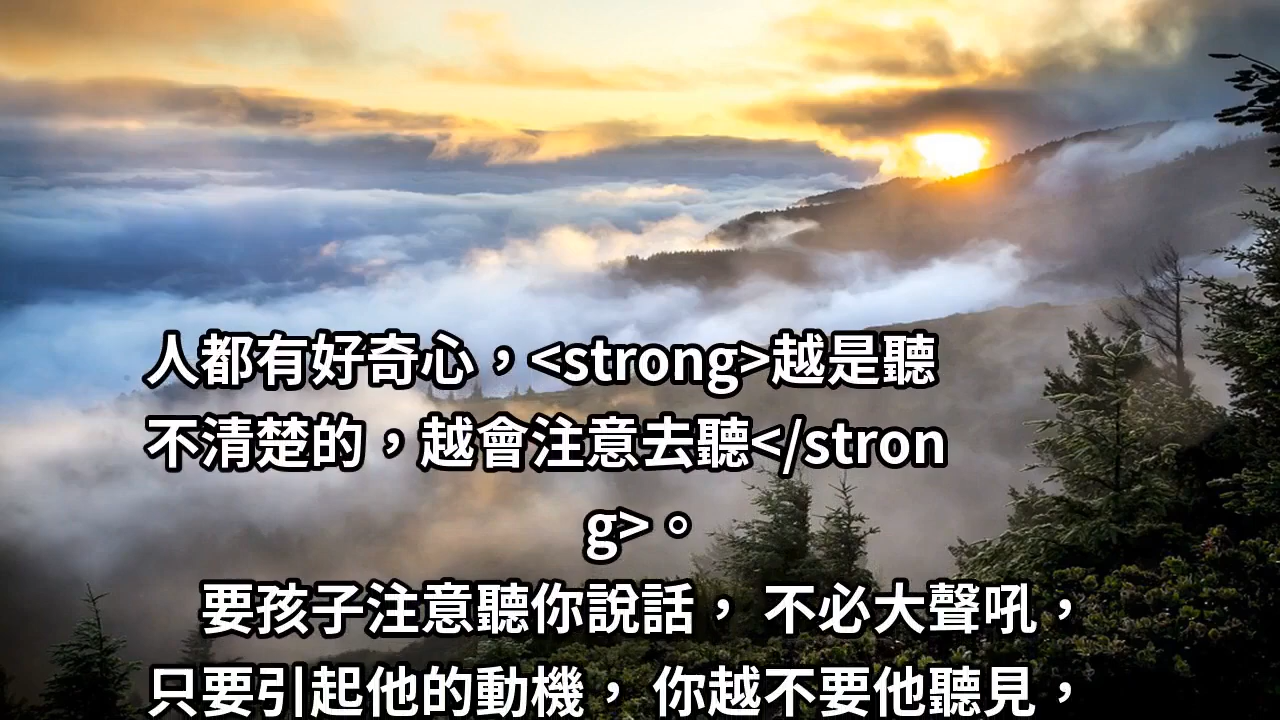 人都有好奇心，<strong>越是聽
不清楚的，越會注意去聽</stron
g>。
要孩子注意聽你說話， 不必大聲吼，
只要引起他的動機， 你越不要他聽見，